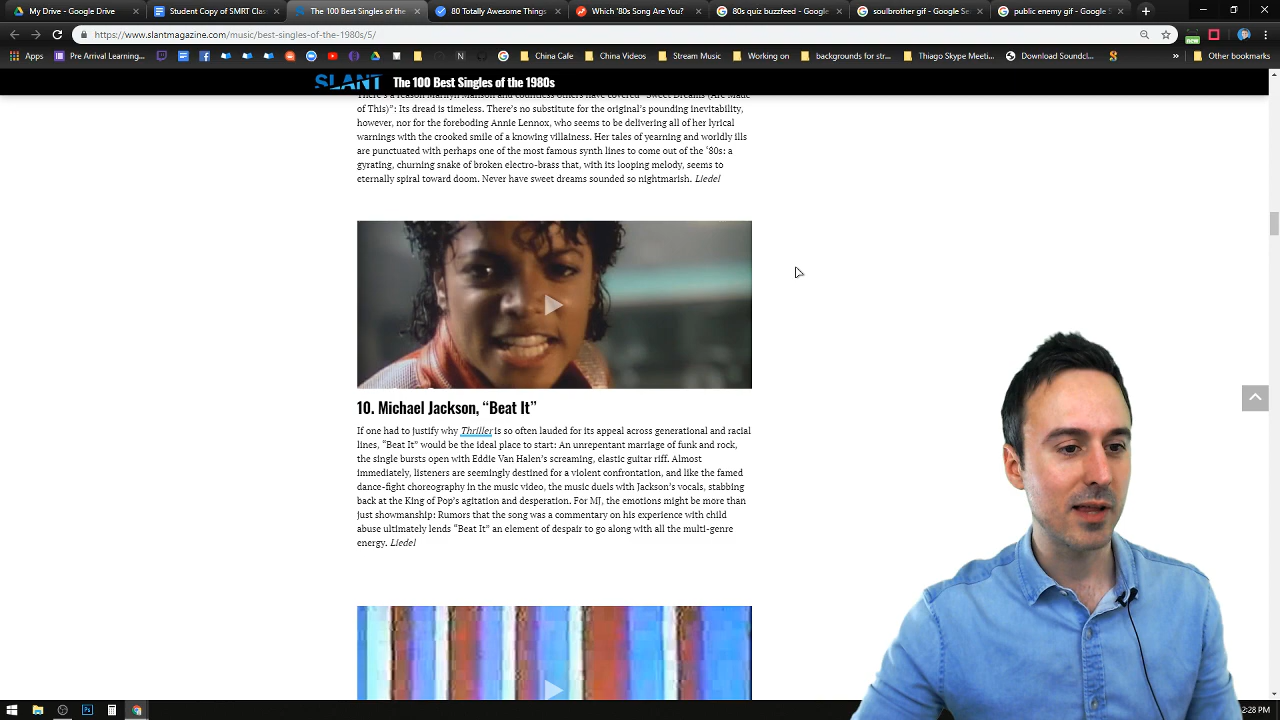 My Drive - Google Drive
Student Copy of SMRT Clas
The 100 Best Singles of the
80 Totally Awesome Things
Which '80s Song Are You?
80s quiz buzzfeed - Google
soulbrother gif - Google Se
public enemy gif - Google S
https://www.slantmagazine.com/music/best-singles-of-the-1980s/5/
new
Apps
Pre Arrival Learning...
China Cafe
China Videos
Stream Music
Working on
backgrounds for str...
Thiago Skype Meeti...
Download Soundcl...
»
Other bookmarks
SLANT The 100 Best Singles of the 1980s
There's a reason Marilyn Manson and countless others have covered “Sweet Dreams (Are Made
of This)”: Its dread is timeless. There's no substitute for the original's pounding inevitability,
however, nor for the foreboding Annie Lennox, who seems to be delivering all of her lyrical
warnings with the crooked smile of a knowing villainess. Her tales of yearning and worldly ills
are punctuated with perhaps one of the most famous synth lines to come out of the '80s: a
gyrating, churning snake of broken electro-brass that, with its looping melody, seems to
eternally spiral toward doom. Never have sweet dreams sounded so nightmarish. Liedel
10. Michael Jackson, “Beat It”
If one had to justify why Thriller is so often lauded for its appeal across generational and racial
lines, “Beat It” would be the ideal place to start: An unrepentant marriage of funk and rock,
the single bursts open with Eddie Van Halen's screaming, elastic guitar riff. Almost
immediately, listeners are seemingly destined for a violent confrontation, and like the famed
dance-fight choreography in the music video, the music duels with Jackson's vocals, stabbing
back at the King of Pop's agitation and desperation. For MJ, the emotions might be more than
just showmanship: Rumors that the song was a commentary on his experience with child
abuse ultimately lends “Beat It” an element of despair to go along with all the multi-genre
energy. Liedel
2:28 PM